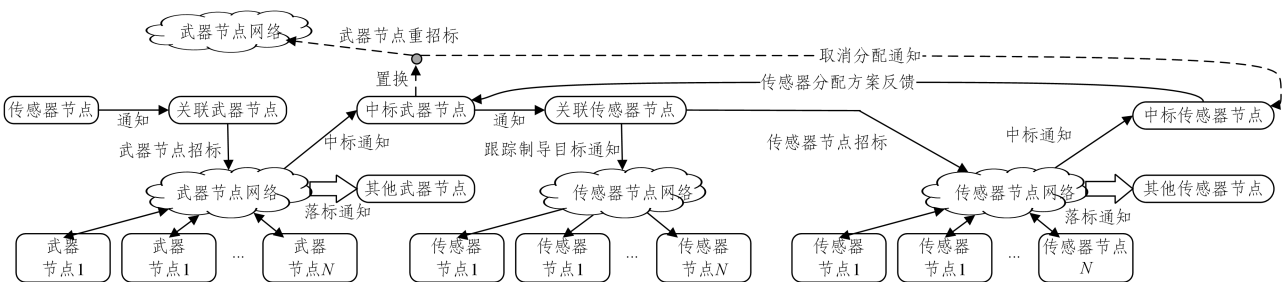 武器节点网络
武器节点重招标
取消分配通知
置换
传感器分配方案反馈
传感器节点
通知
关联武器节点
中标武器节点
通知
关联传感器节点
中标传感器节点
武器节点招标
中标通知
跟踪制导目标通知
传感器节点招标
中标通知
武器节点网络
其他武器节点
传感器节点网络
传感器节点网络
其他传感器节点
落标通知
落标通知
武器
节点1
武器
节点1
...
武器
节点N
传感器
节点1
传感器
节点1
...
传感器
节点N
传感器
节点1
传感器
节点1
...
传感器节点
N